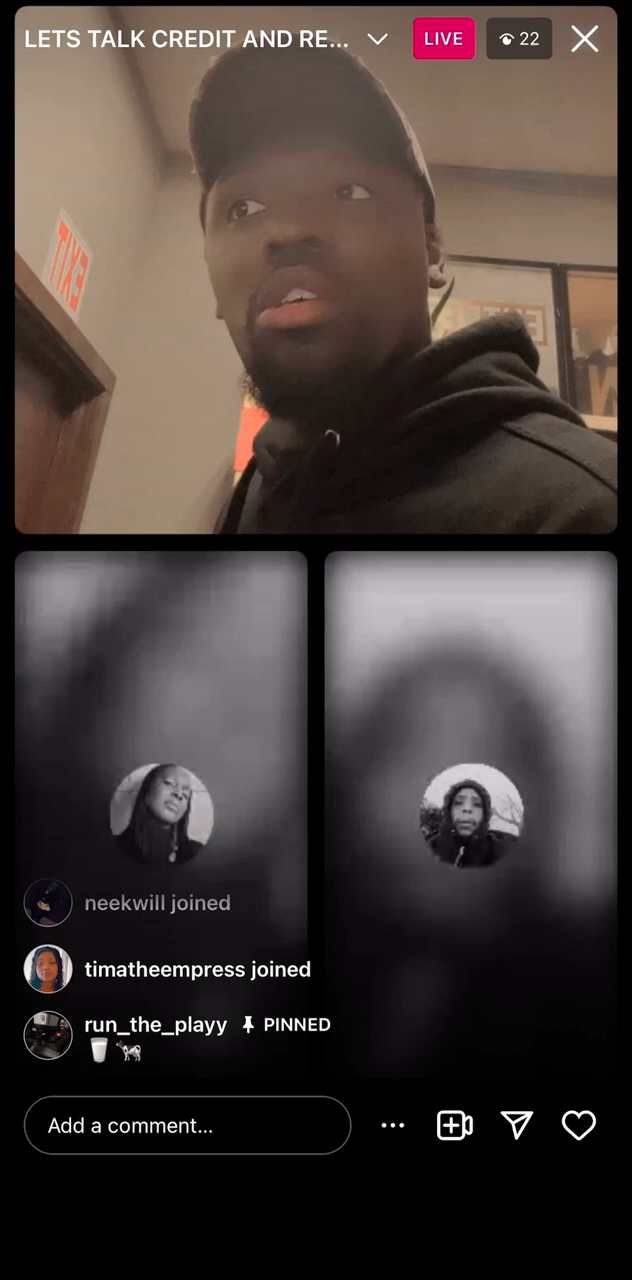 LETS TALK CREDIT AND RE...
LIVE
22
EXIT
neekwill joined
timatheempress joined
run_the_playy PINNED
🥛🐐
Add a comment...